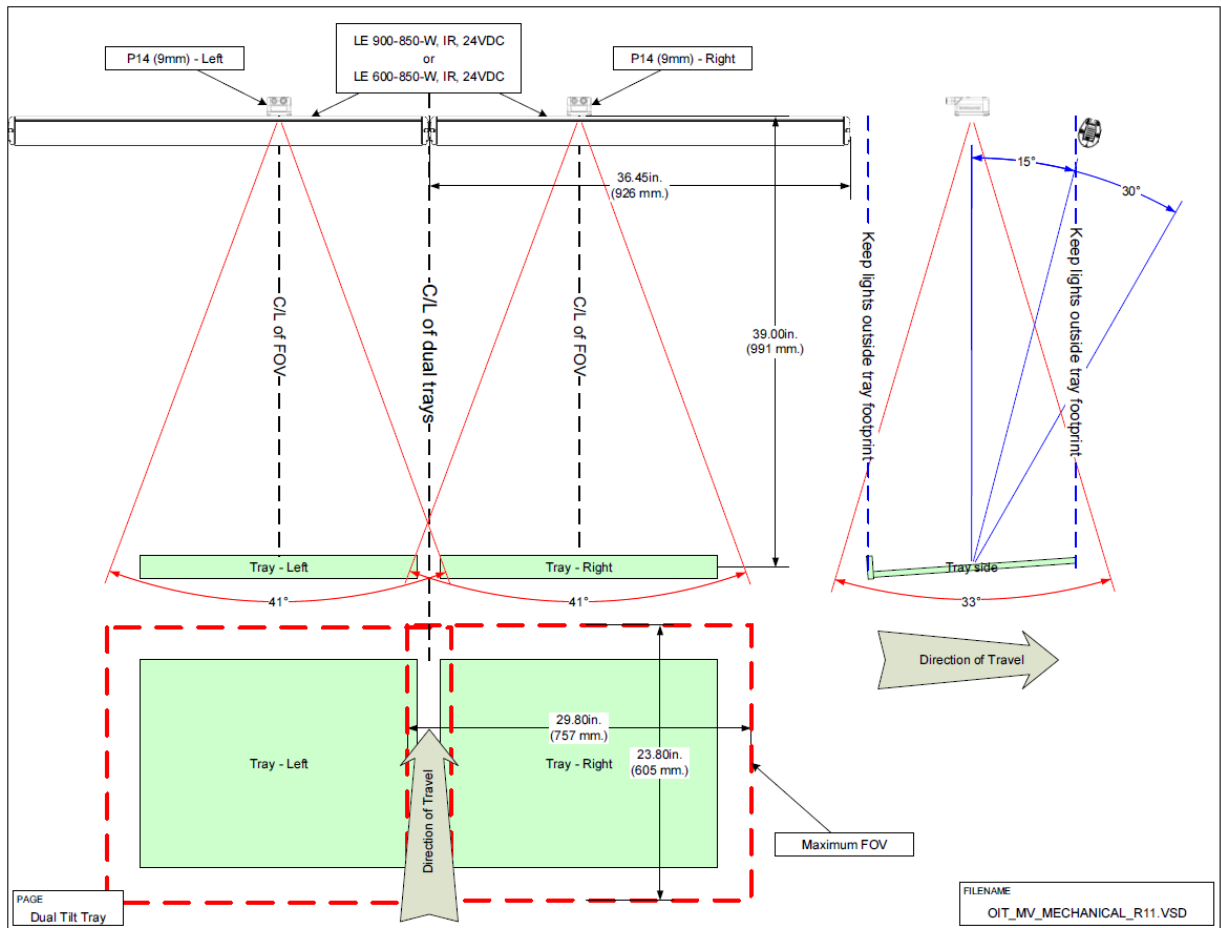 P14 (9mm) - Left
LE 900-850-W, IR, 24VDC
or
LE 600-850-W, IR, 24VDC
P14 (9mm) - Right
36.45in.
(926 mm.)
15°
30°
C/L of FOV
C/L of dual trays
C/L of FOV
39.00in.
(991 mm.)
Keep lights outside tray footprint
Keep lights outside tray footprint
Tray - Left
Tray - Right
Tray side
41°
41°
33°
Direction of Travel
29.80in.
(757 mm.)
23.80in.
(605 mm.)
Tray - Left
Tray - Right
Direction of Travel
Maximum FOV
PAGE
Dual Tilt Tray
FILENAME
OIT_MV_MECHANICAL_R11.VSD